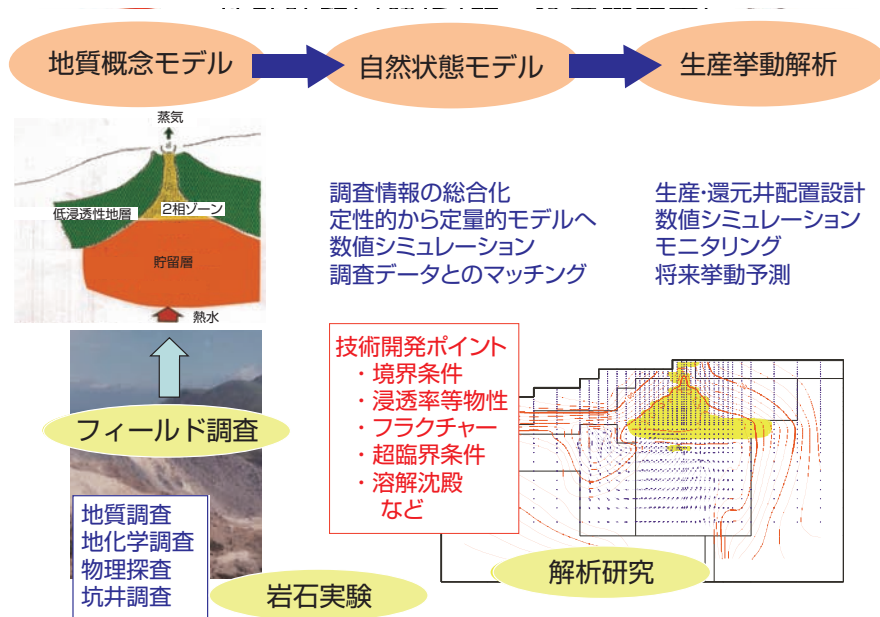 地質概念モデル
自然状態モデル
生産挙動解析
蒸気
低浸透性地層
2相ゾーン
貯留層
熱水
調査情報の総合化
定性的から定量的モデルへ
数値シミュレーション
調査データとのマッチング
生産・還元井配置設計
数値シミュレーション
モニタリング
将来挙動予測
フィールド調査
地質調査
地化学調査
物理探査
坑井調査
岩石実験
技術開発ポイント
・境界条件
・浸透率等物性
・フラクチャー
・超臨界条件
・溶解沈殿
など
解析研究